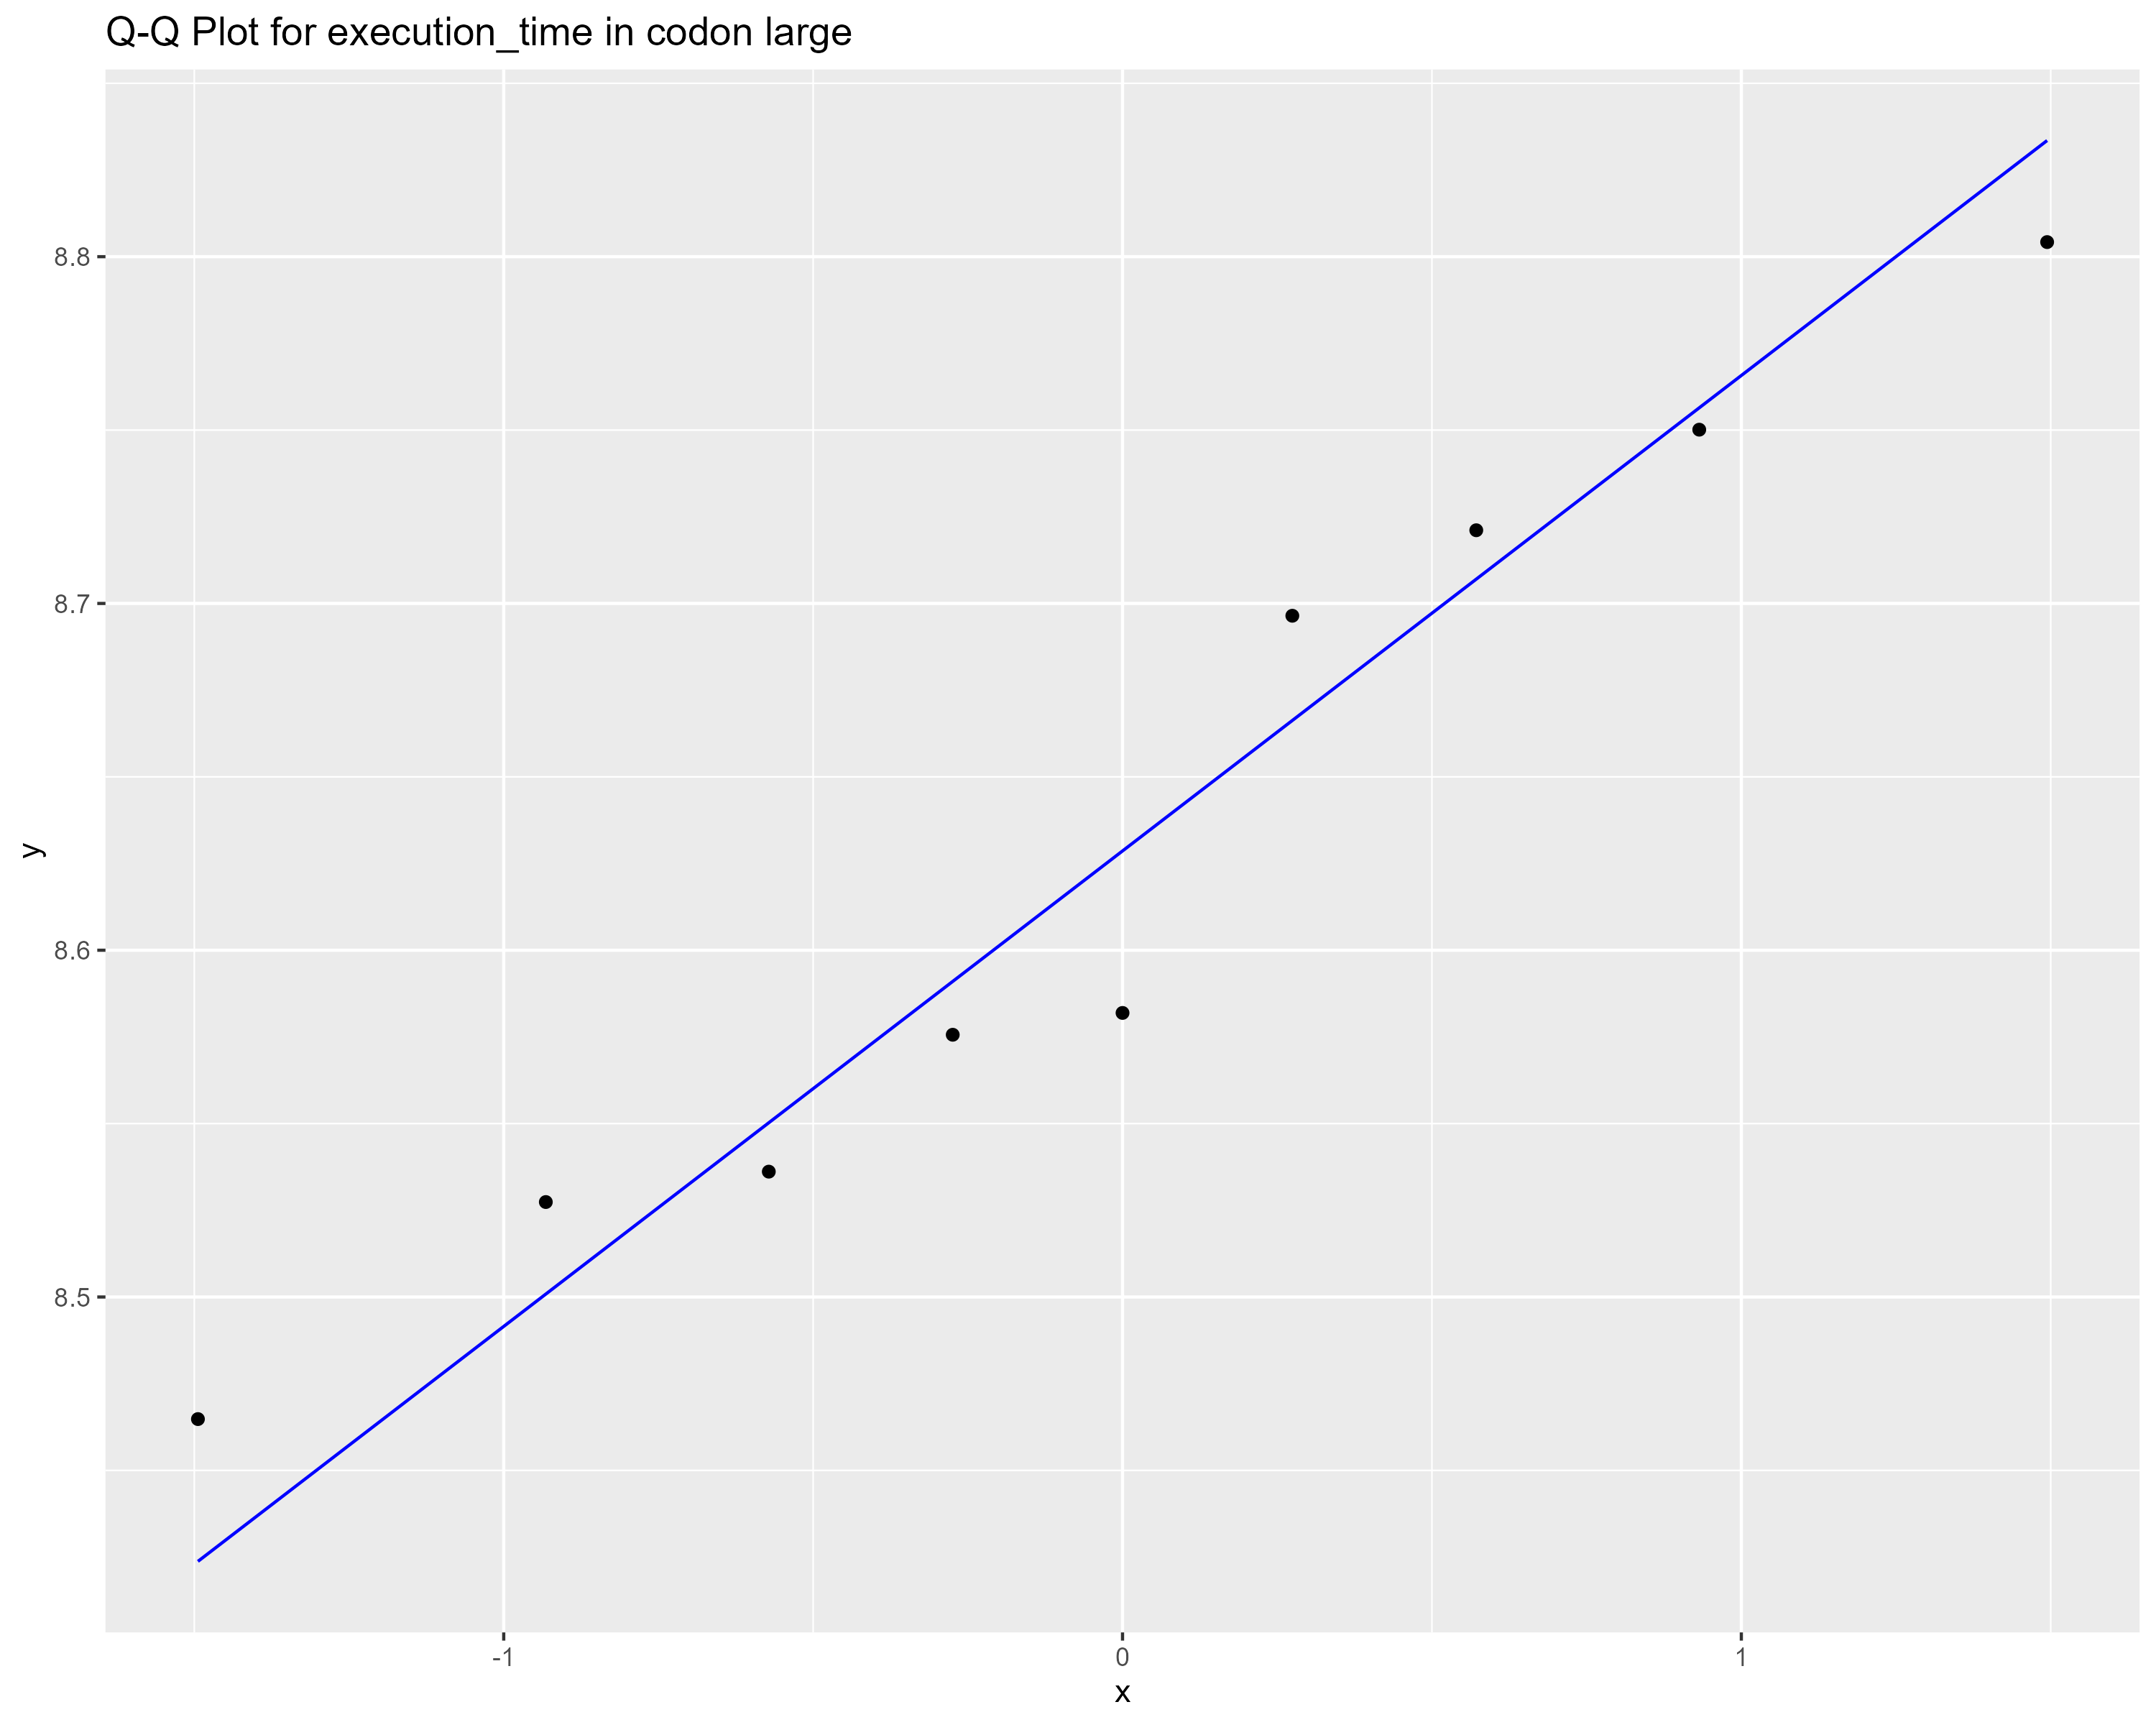 Q-Q Plot for execution_time in codon large
8.8
8.7
8.6
8.5
y
-1
0
1
x